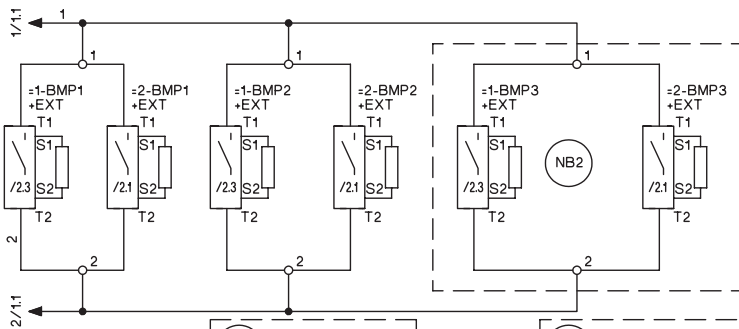 1/1.1 1
1 1 1
=1-BMP1 =2-BMP1 =1-BMP2 =2-BMP2 =1-BMP3 =2-BMP3
+EXT +EXT +EXT +EXT +EXT +EXT
T1 T1 T1 T1 T1 T1
S1 S1 S1 S1 S1 S1
NB2
/2.3 S2 /2.1 S2 /2.3 S2 /2.1 S2 /2.3 S2 /2.1 S2
T2 T2 T2 T2 T2 T2
2
2 2 2
2/1.1